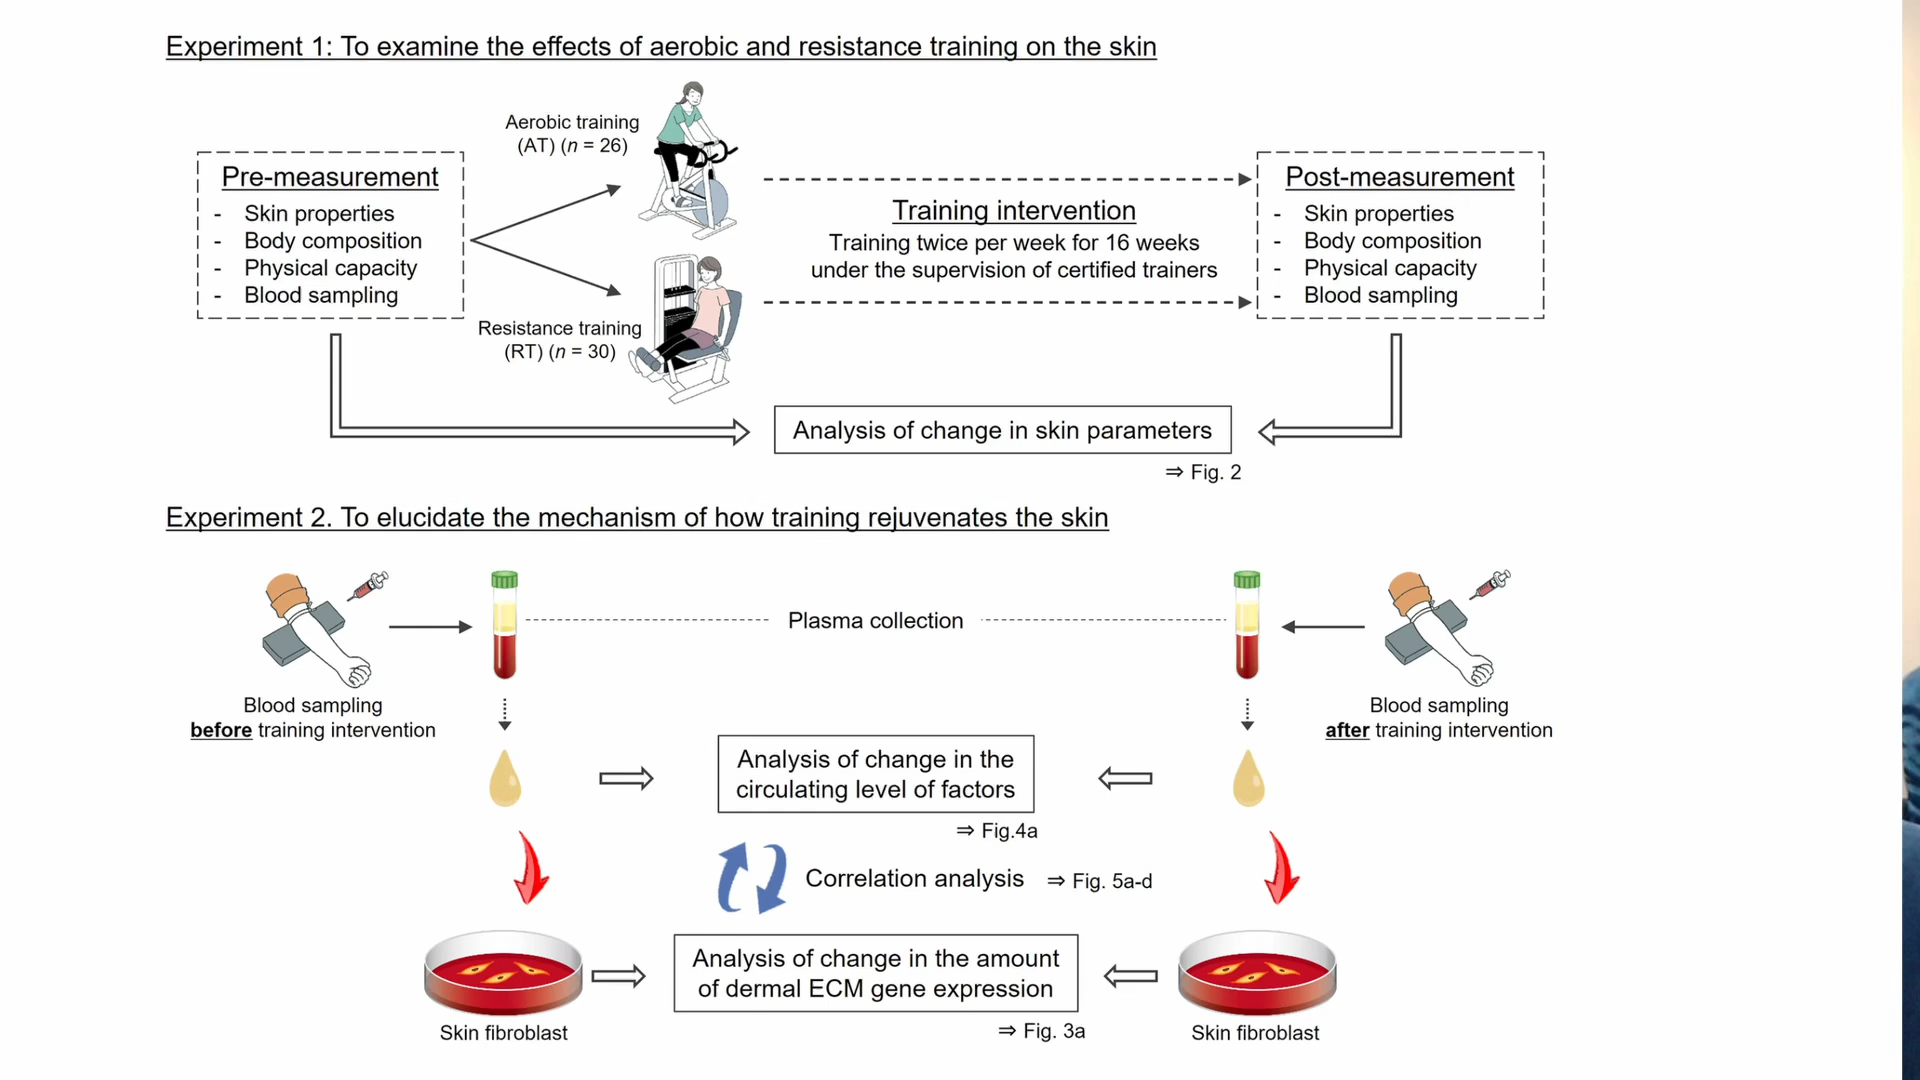 Experiment 1: To examine the effects of aerobic and resistance training on the skin
Aerobic training
(AT) (n = 26)
Pre-measurement
- Skin properties
- Body composition
- Physical capacity
- Blood sampling
Resistance training
(RT) (n = 30)
Training intervention
Training twice per week for 16 weeks
under the supervision of certified trainers
Post-measurement
- Skin properties
- Body composition
- Physical capacity
- Blood sampling
Analysis of change in skin parameters
⇒ Fig. 2
Experiment 2. To elucidate the mechanism of how training rejuvenates the skin
Plasma collection
Blood sampling
before training intervention
Blood sampling
after training intervention
Analysis of change in the
circulating level of factors
⇒ Fig.4a
Correlation analysis ⇒ Fig. 5a-d
Analysis of change in the amount
of dermal ECM gene expression
⇒ Fig. 3a
Skin fibroblast
Skin fibroblast